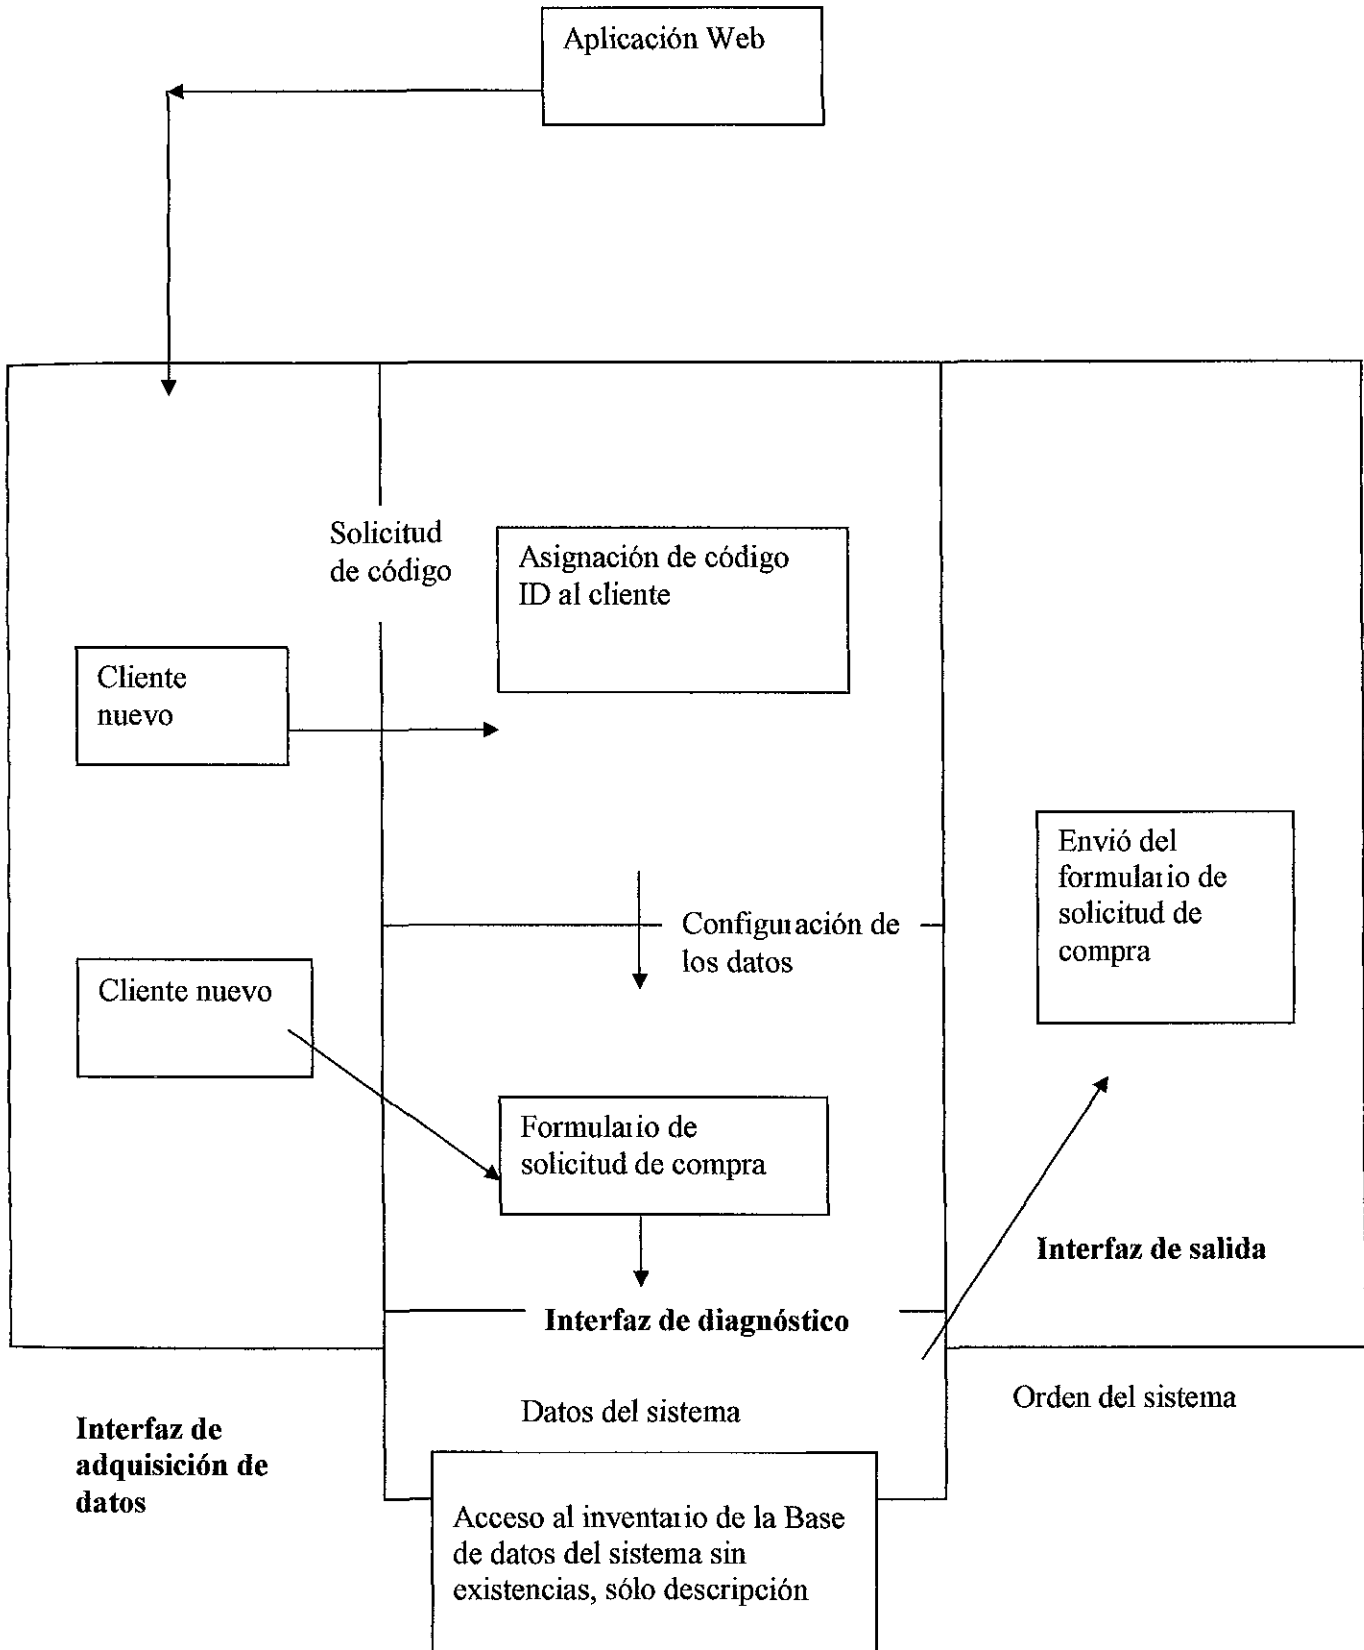 Aplicación Web
Solicitud
de código
Asignación de código
ID al cliente
Cliente
nuevo
Envió del
formulario de
solicitud de
compra
Configuración de
los datos
Cliente nuevo
Formulario de
solicitud de compra
Interfaz de salida
Interfaz de diagnóstico
Orden del sistema
Datos del sistema
Interfaz de
adquisición de
datos
Acceso al inventario de la Base
de datos del sistema sin
existencias, sólo descripción